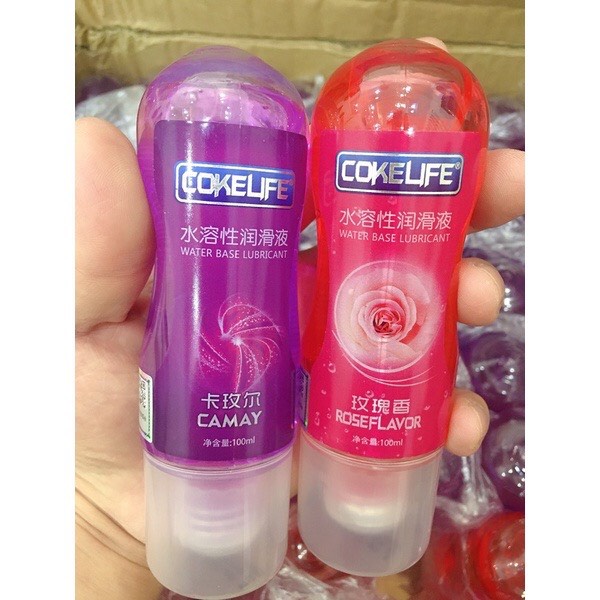 COKELIFE
水溶性润滑液
WATER BASE LUBRICANT
卡玫尔
CAMAY
净含量:100ml
COKELIFE®
水溶性润滑液
WATER BASE LUBRICANT
玫瑰香
ROSEFLAVOR
净含量:100ml